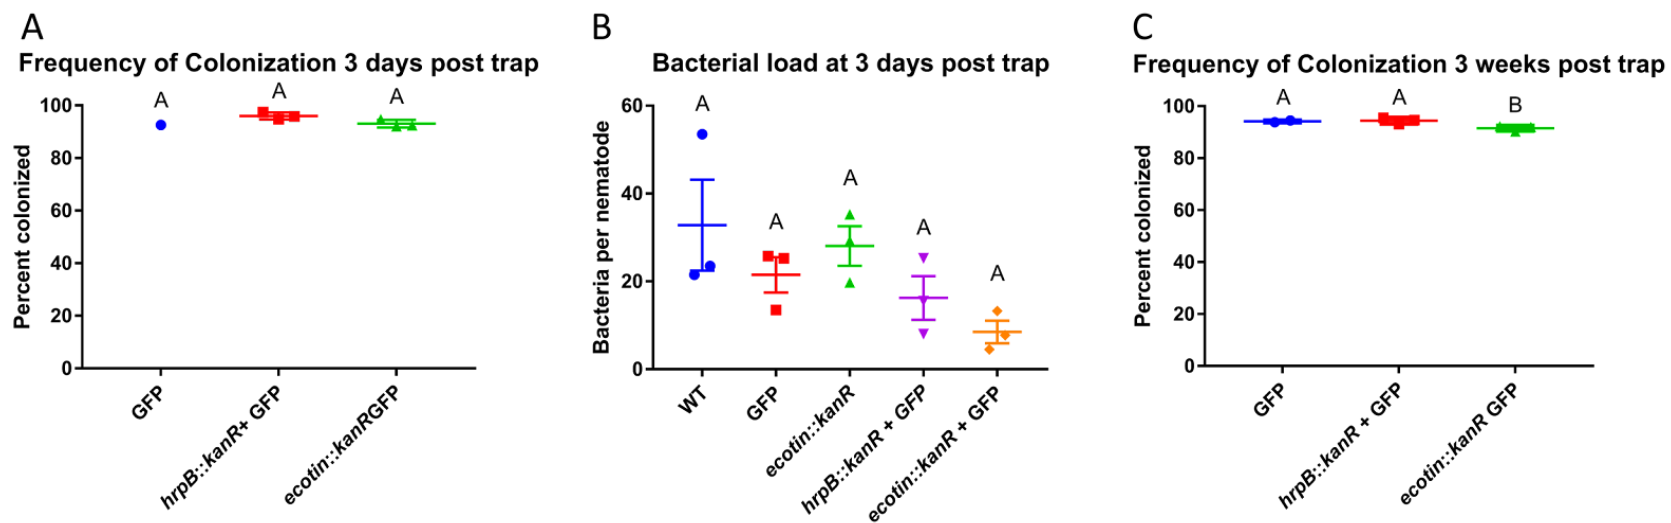 A
Frequency of Colonization 3 days post trap
A
A
A
100
80
60
40
20
0
Percent colonized
GFP
hrpB::kanR+ GFP
ecotin::kanRGFP
B
Bacterial load at 3 days post trap
A
A
A
A
A
60
40
20
0
Bacteria per nematode
WT
GFP
ecotin::kanR
hrpB::kanR + GFP
ecotin::kanR + GFP
C
Frequency of Colonization 3 weeks post trap
A
A
B
100
80
60
40
20
0
Percent colonized
GFP
hrpB::kanR + GFP
ecotin::kanR GFP